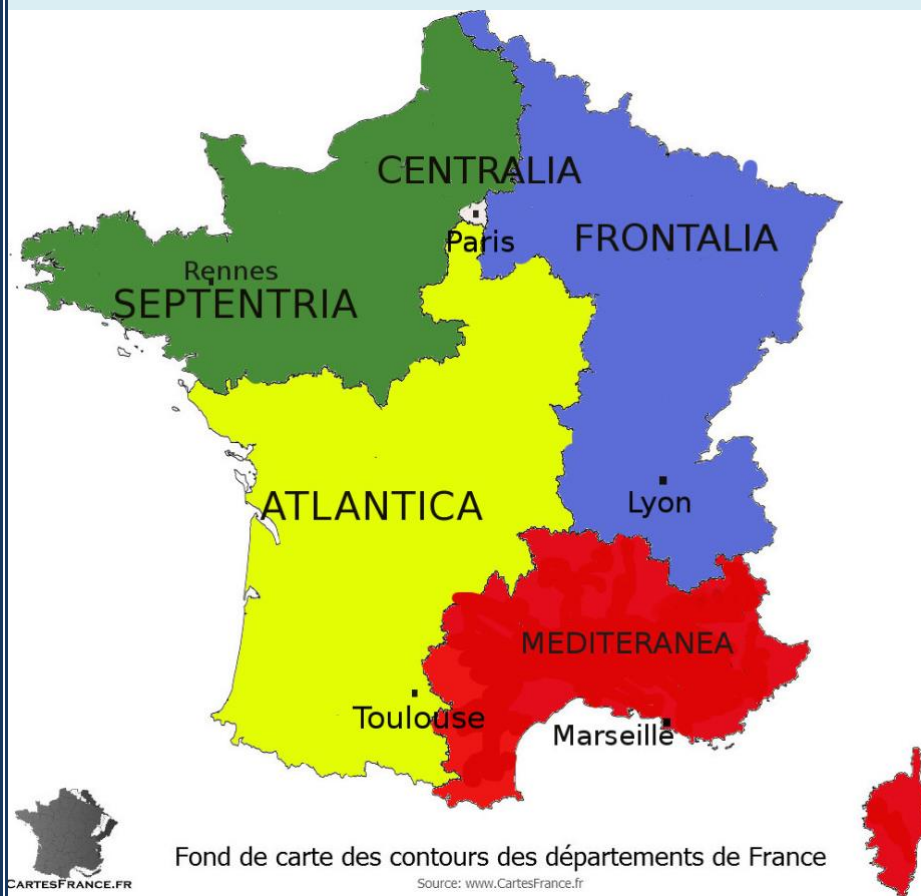 CENTRALIA
Paris
FRONTALIA
Rennes
SEPTENTRIA
ATLANTICA
Lyon
MEDITERANEA
Toulouse
Marseille
Fond de carte des contours des départements de France
CARTESFRANCE.FR
Source: www.CartesFrance.fr